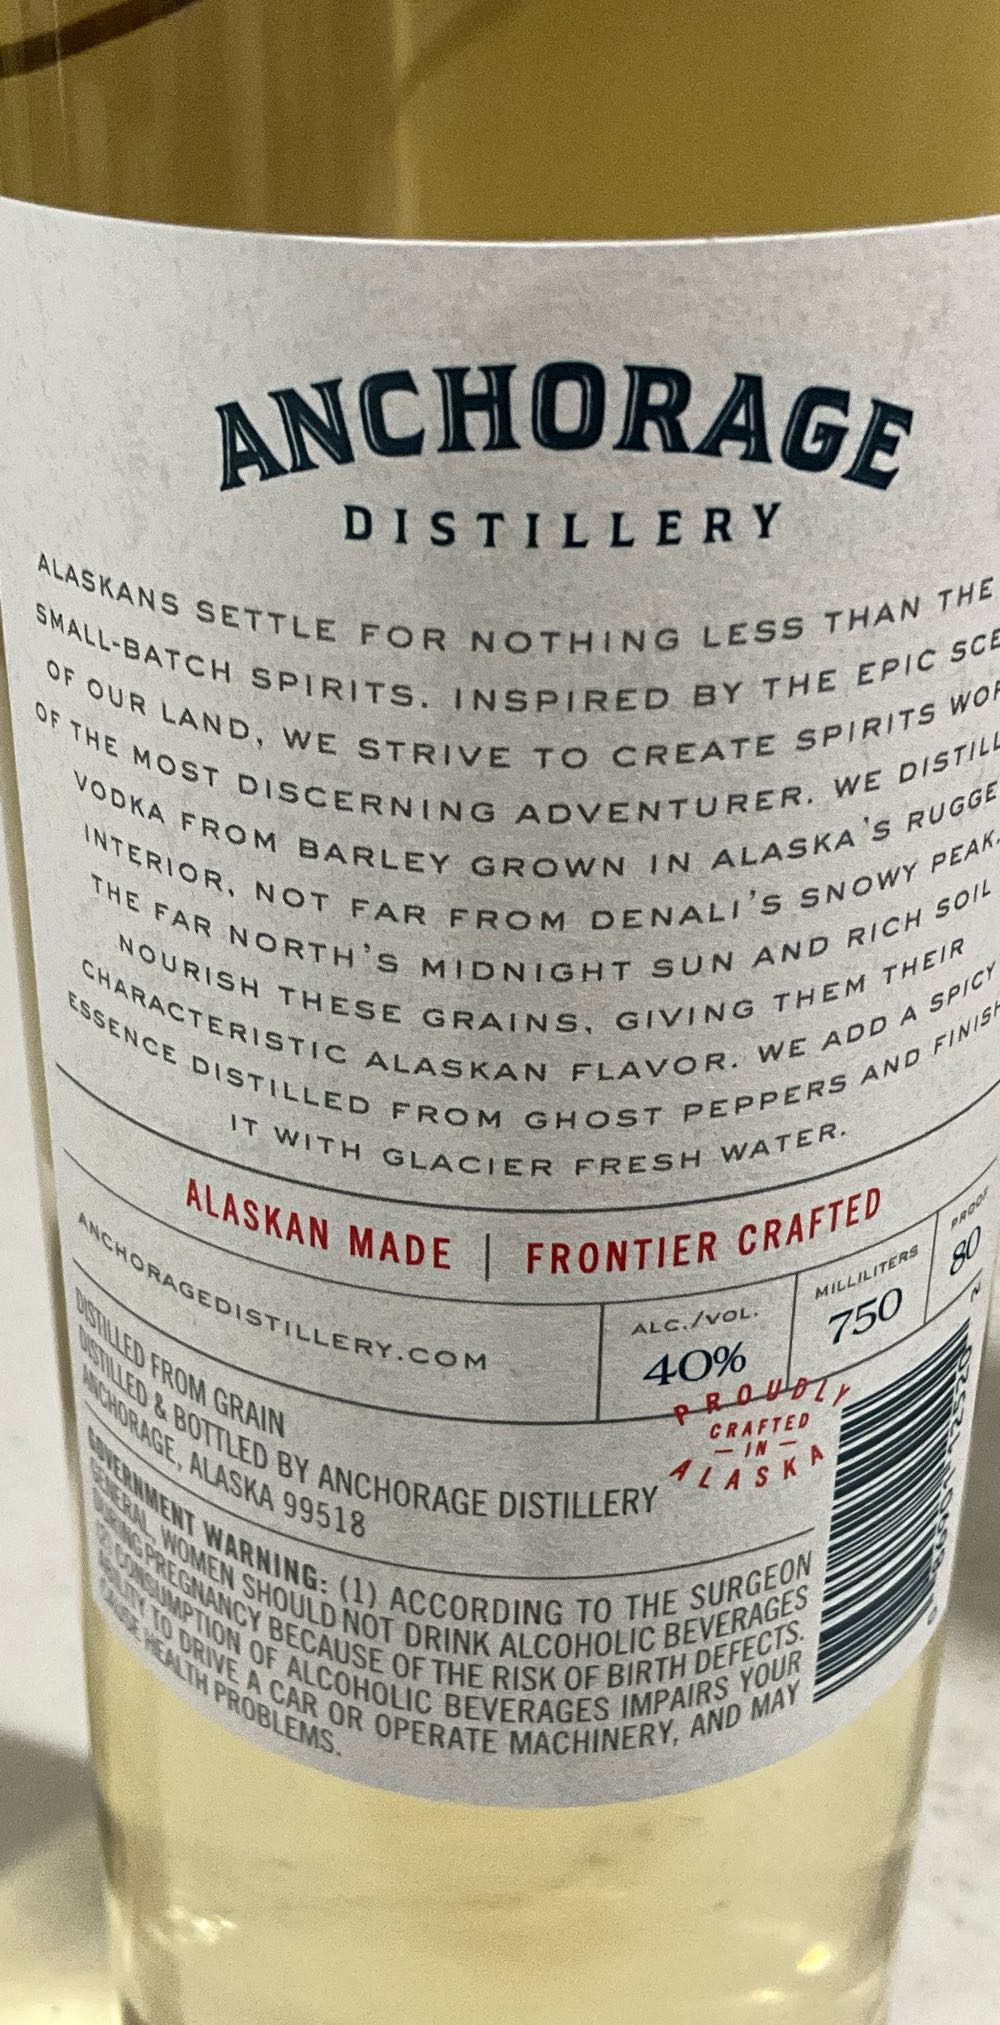 ANCHORAGE
DISTILLERY
ALASKANS SETTLE FOR NOTHING LESS THAN THE
SMALL-BATCH SPIRITS. INSPIRED BY THE EPIC
OF OUR LAND, WE STRIVE TO CREATE SPIRITS
OF THE MOST DISCERNING ADVENTURER. WE DISTILL
VODKA FROM BARLEY GROWN IN ALASKA'S
INTERIOR, NOT FAR FROM DENALI'S SNOWY PEAK.
THE FAR NORTH'S MIDNIGHT SUN AND RICH SOIL
NOURISH THESE GRAINS, GIVING THEM THEIR
CHARACTERISTIC ALASKAN FLAVOR. WE ADD A SPICY
ESSENCE DISTILLED FROM GHOST PEPPERS AND FINISH
IT WITH GLACIER FRESH WATER.
ALASKAN MADE | FRONTIER CRAFTED
ANCHORAGEDISTILLERY.COM
ALC./VOL.
40%
MILLILITERS
750
PROOF
80
DISTILLED FROM GRAIN
DISTILLED & BOTTLED BY ANCHORAGE DISTILLERY
ANCHORAGE, ALASKA 99518
PROUDLY
CRAFTED
— IN —
ALASKA
GOVERNMENT WARNING: (1) ACCORDING TO THE SURGEON
GENERAL, WOMEN SHOULD NOT DRINK ALCOHOLIC BEVERAGES
DURING PREGNANCY BECAUSE OF THE RISK OF BIRTH DEFECTS.
(2) CONSUMPTION OF ALCOHOLIC BEVERAGES IMPAIRS YOUR
ABILITY TO DRIVE A CAR OR OPERATE MACHINERY, AND MAY
CAUSE HEALTH PROBLEMS.